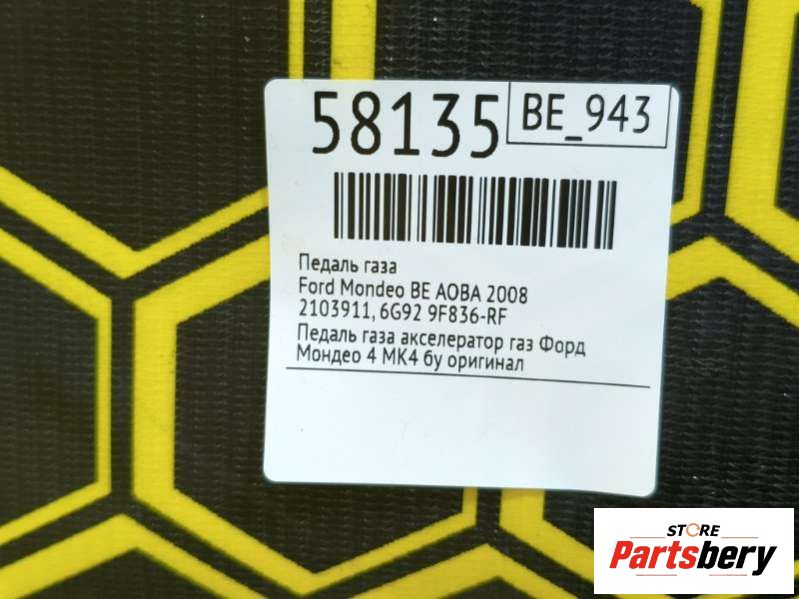 58135
BE_943
Педаль газа
Ford Mondeo BE AOBA 2008
2103911, 6G92 9F836-RF
Педаль газа акселератор газ Форд
Мондео 4 МК4 бу оригинал
STORE
Partsbery